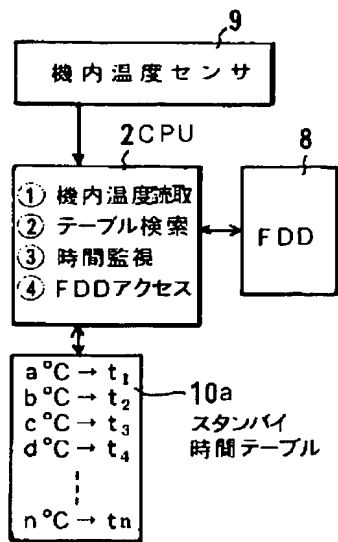 9
機内温度センサ
2CPU
8
① 機内温度読取
② テーブル検索
③ 時間監視
④ FDDアクセス
FDD
a°C → t₁
b°C → t₂
c°C → t₃
d°C → t₄
n°C → tn
10a
スタンバイ
時間テーブル